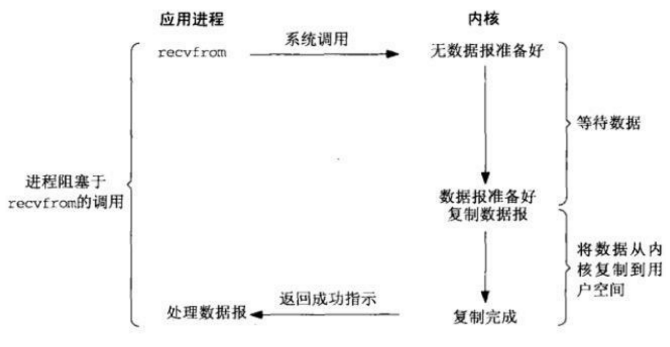 应用进程
内核
recvfrom
系统调用
无数据报准备好
等待数据
进程阻塞于
recvfrom的调用
数据报准备好
复制数据报
将数据从内
核复制到用
户空间
处理数据报
返回成功指示
复制完成